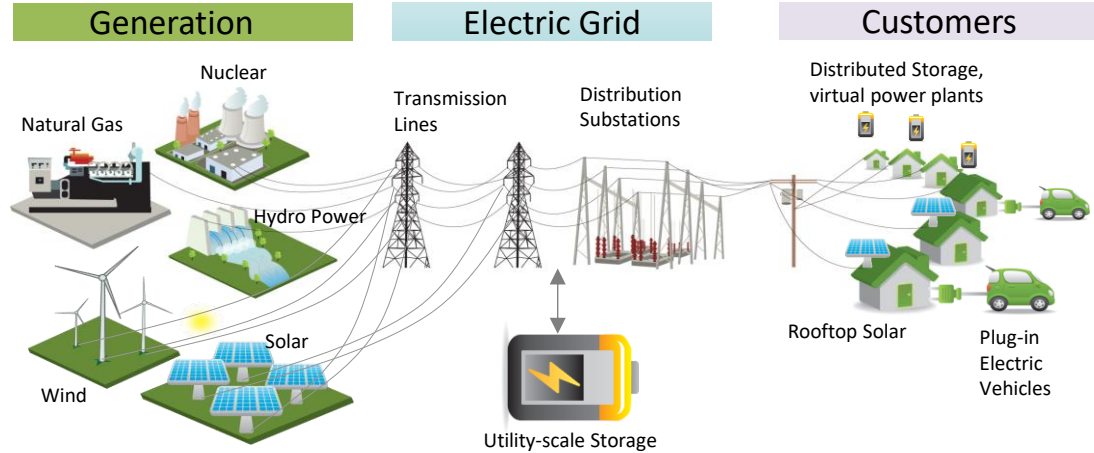 Generation
Electric Grid
Customers
Nuclear
Natural Gas
Hydro Power
Wind
Solar
Transmission
Lines
Distribution
Substations
Utility-scale Storage
Distributed Storage,
virtual power plants
Rooftop Solar
Plug-in
Electric
Vehicles